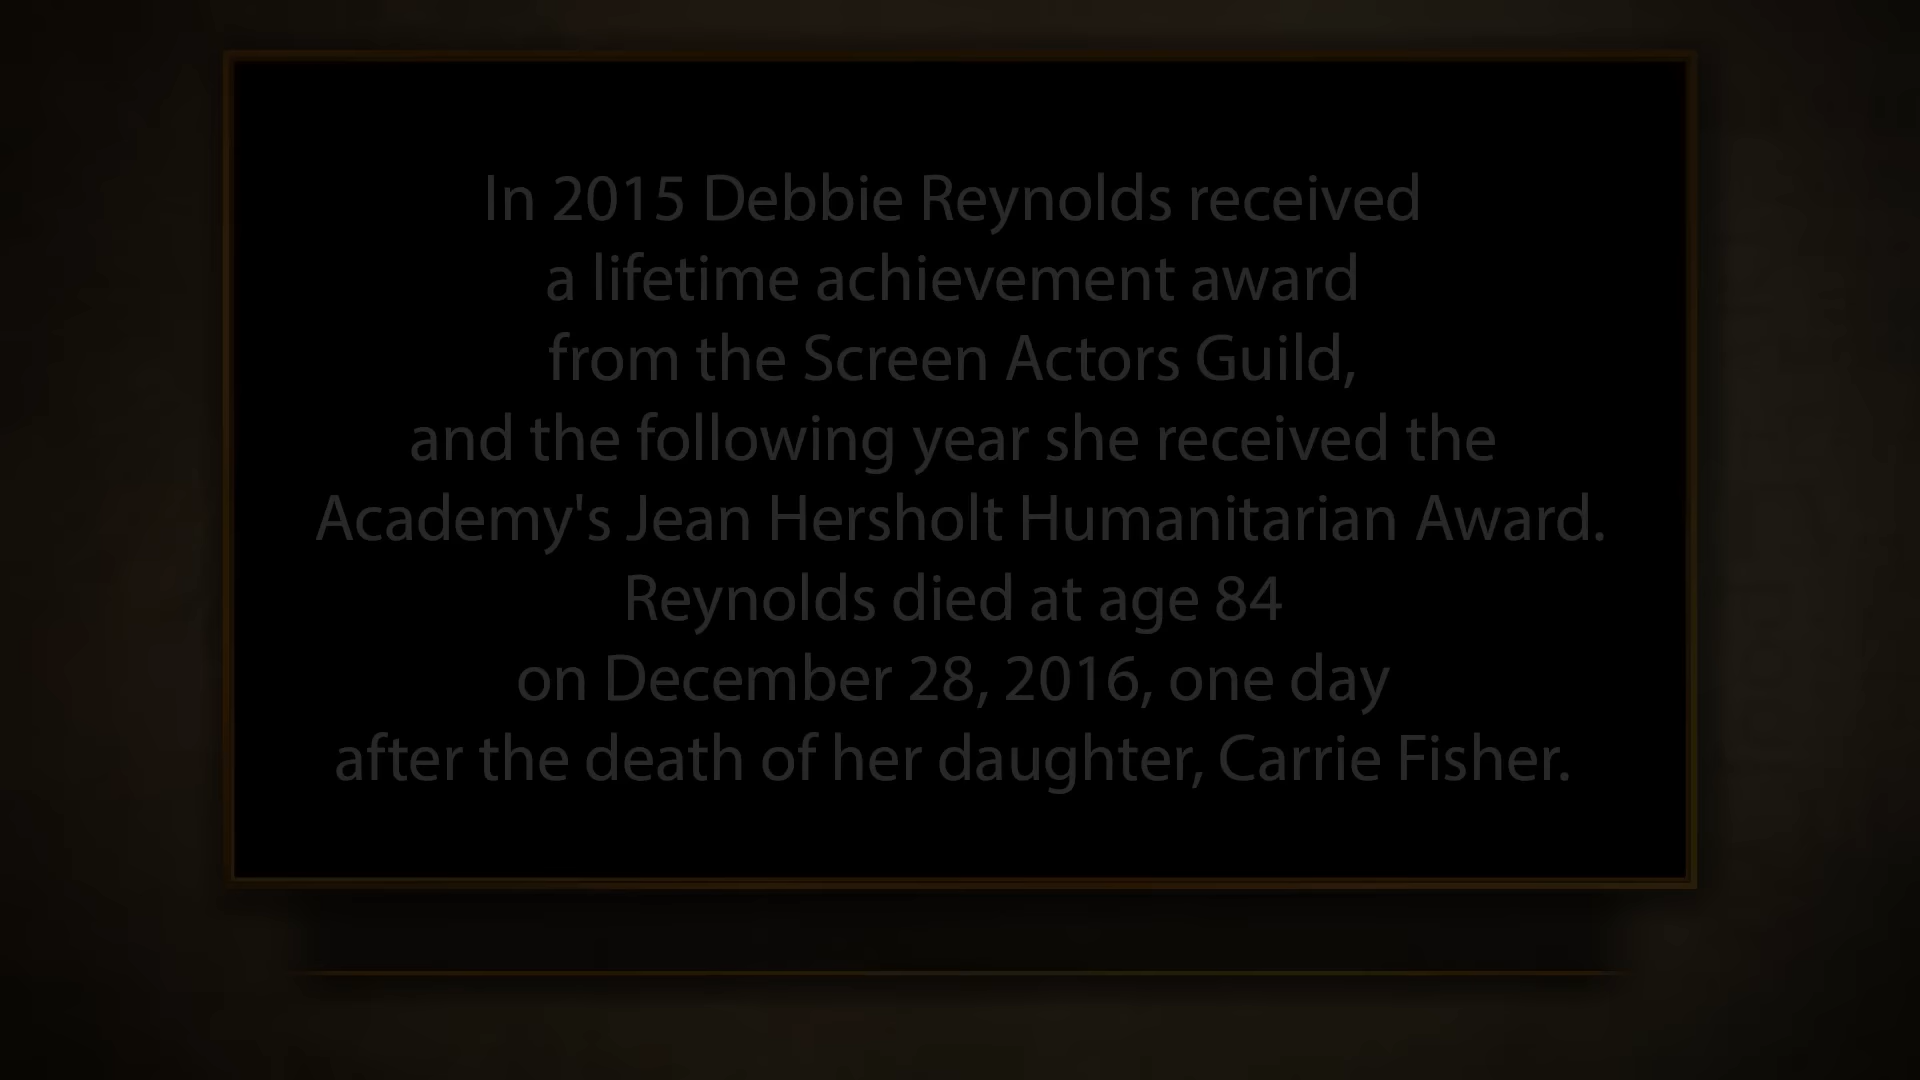 In 2015 Debbie Reynolds received
a lifetime achievement award
from the Screen Actors Guild,
and the following year she received the
Academy's Jean Hersholt Humanitarian Award.
Reynolds died at age 84
on December 28, 2016, one day
after the death of her daughter, Carrie Fisher.